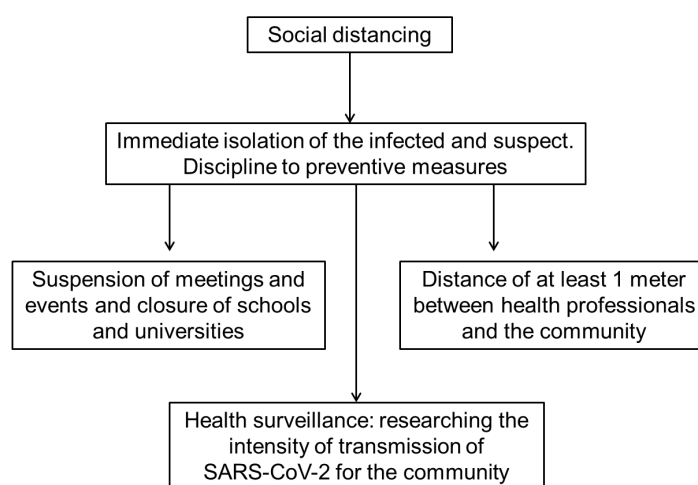 Social distancing
Immediate isolation of the infected and suspect.
Discipline to preventive measures
Suspension of meetings and
events and closure of schools
and universities
Distance of at least 1 meter
between health professionals
and the community
Health surveillance: researching the
intensity of transmission of
SARS-CoV-2 for the community